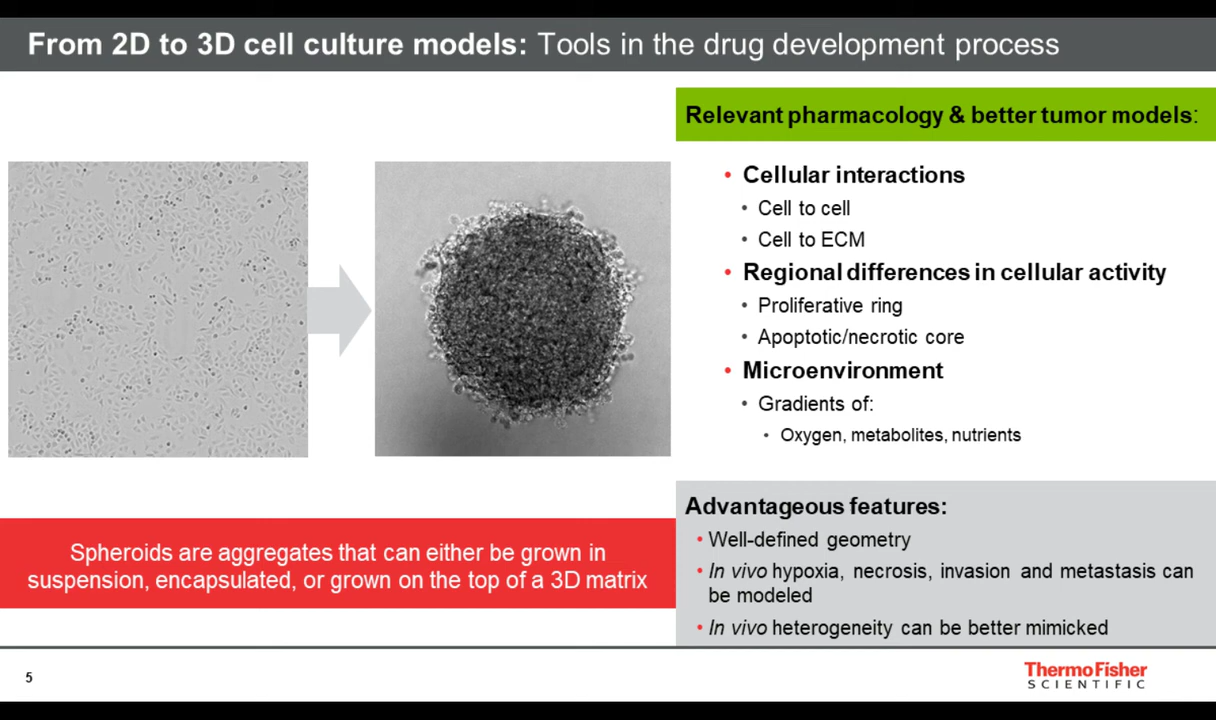 From 2D to 3D cell culture models: Tools in the drug development process
Relevant pharmacology & better tumor models:
• Cellular interactions
• Cell to cell
• Cell to ECM
• Regional differences in cellular activity
• Proliferative ring
• Apoptotic/necrotic core
• Microenvironment
• Gradients of:
• Oxygen, metabolites, nutrients
Spheroids are aggregates that can either be grown in
suspension, encapsulated, or grown on the top of a 3D matrix
Advantageous features:
• Well-defined geometry
• In vivo hypoxia, necrosis, invasion and metastasis can
be modeled
• In vivo heterogeneity can be better mimicked
5
ThermoFisher
SCIENTIFIC